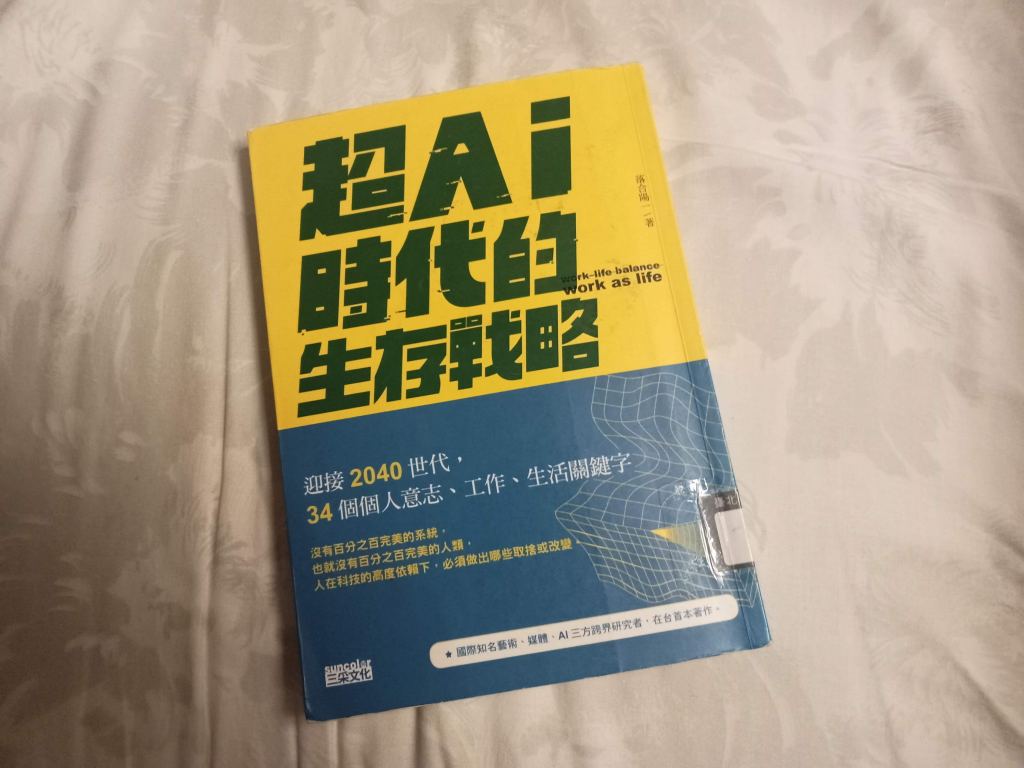 超Ai
時代的
生存戰略
落合陽一 著
work-life-balance
work as life
迎接 2040 世代，
34 個個人意志、工作、生活關鍵字
沒有百分之百完美的系統，
也就沒有百分之百完美的人類，
人在科技的高度依賴下，必須做出哪些取捨或改變。
★ 國際知名藝術、媒體、AI 三方跨界研究者，在台首本著作。
suncolor
三采文化